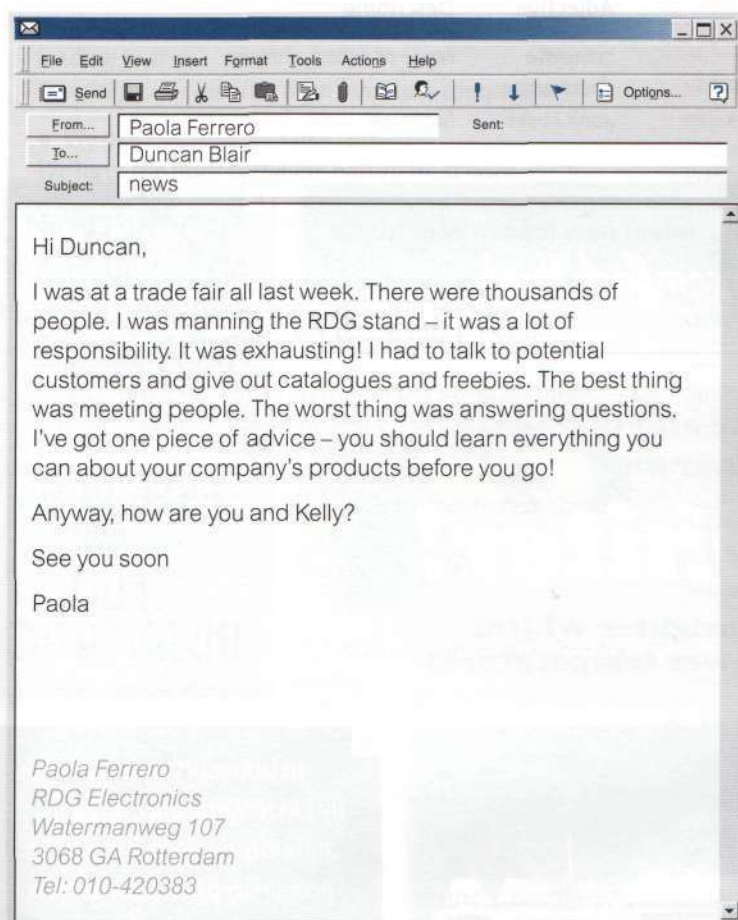 File Edit View Insert Format Tools Actions Help
Send Options...
From... Paola Ferrero Sent:
To... Duncan Blair
Subject: news
Hi Duncan,
I was at a trade fair all last week. There were thousands of
people. I was manning the RDG stand – it was a lot of
responsibility. It was exhausting! I had to talk to potential
customers and give out catalogues and freebies. The best thing
was meeting people. The worst thing was answering questions.
I've got one piece of advice – you should learn everything you
can about your company's products before you go!
Anyway, how are you and Kelly?
See you soon
Paola
Paola Ferrero
RDG Electronics
Watermanweg 107
3068 GA Rotterdam
Tel: 010-420383